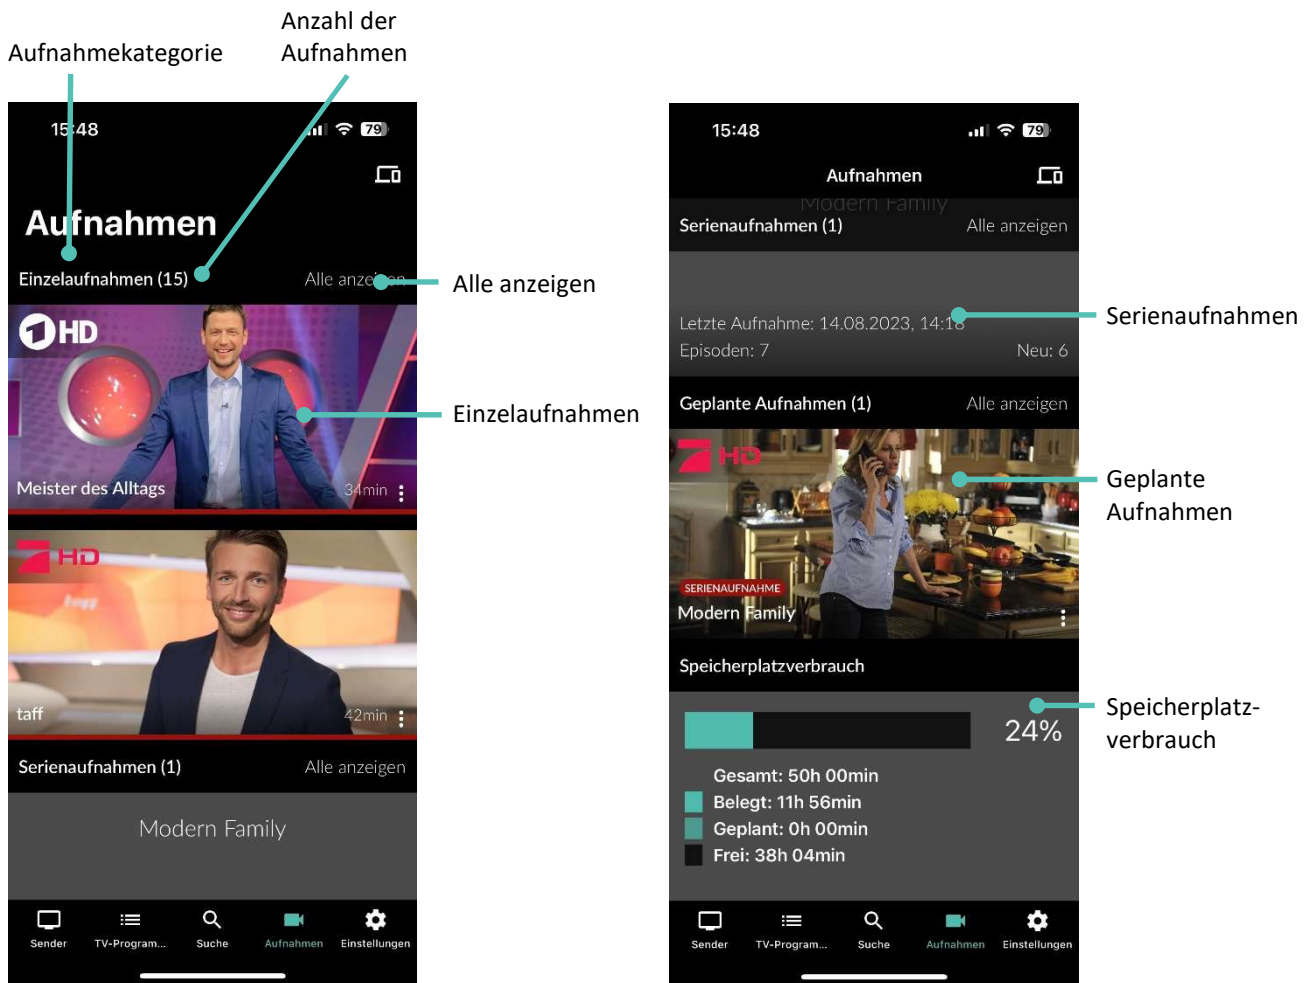 Anzahl der
Aufnahmen
Aufnahmekategorie
15:48
79
Aufnahmen
Einzelaufnahmen (15)
Alle anzeigen
Alle anzeigen
HD
Meister des Alltags
34min
Einzelaufnahmen
HD
taff
42min
Serienaufnahmen (1)
Alle anzeigen
Modern Family
Sender
TV-Program...
Suche
Aufnahmen
Einstellungen
15:48
79
Aufnahmen
Modern Family
Serienaufnahmen (1)
Alle anzeigen
Letzte Aufnahme: 14.08.2023, 14:18
Episoden: 7
Neu: 6
Serienaufnahmen
Geplante Aufnahmen (1)
Alle anzeigen
HD
SERIENAUFNAHME
Modern Family
Geplante
Aufnahmen
Speicherplatzverbrauch
24%
Gesamt: 50h 00min
Belegt: 11h 56min
Geplant: 0h 00min
Frei: 38h 04min
Speicherplatz-
verbrauch
Sender
TV-Program...
Suche
Aufnahmen
Einstellungen